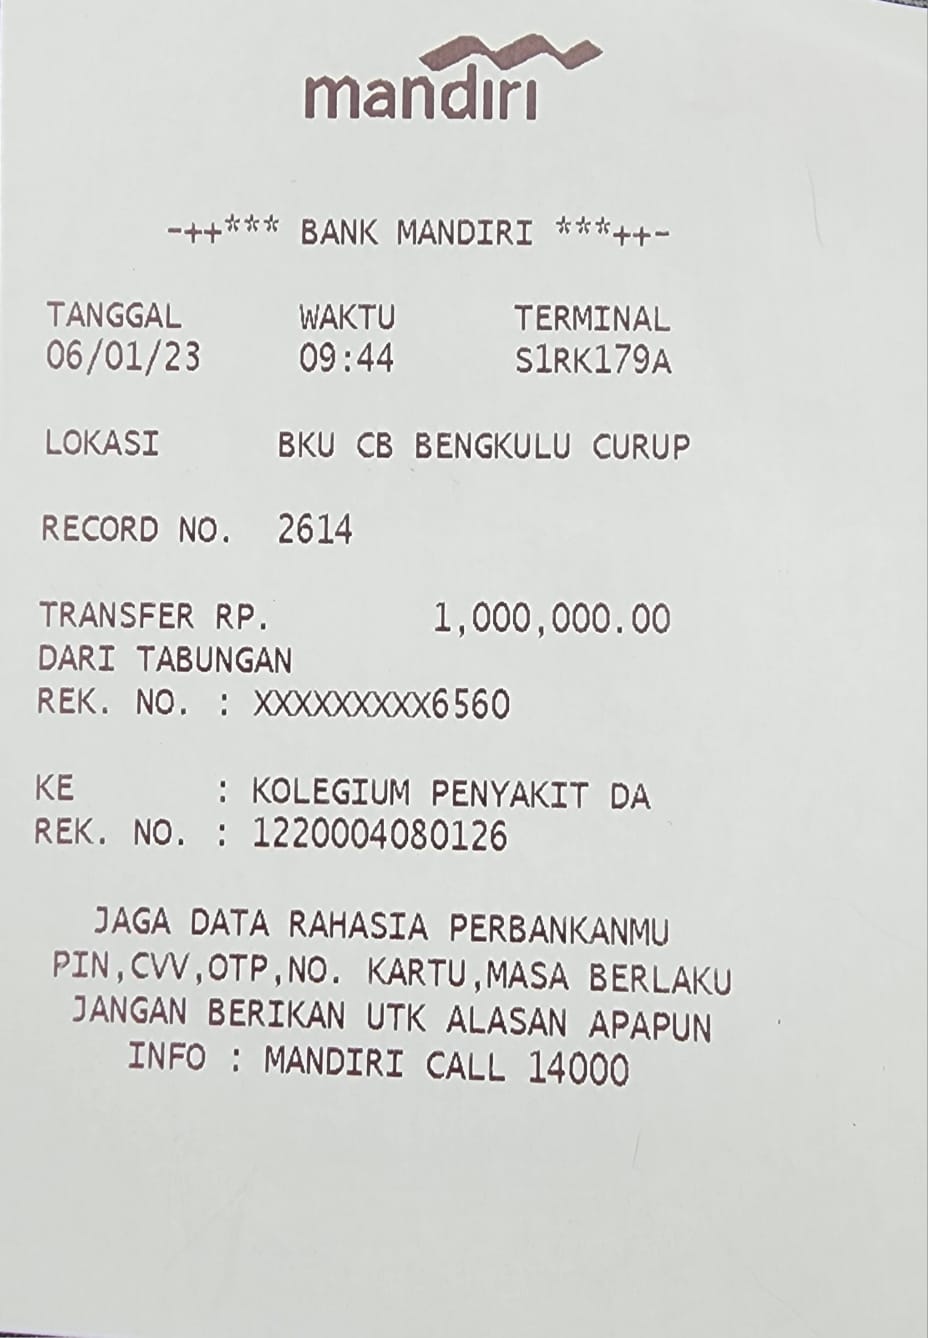 mandiri
-++*** BANK MANDIRI ***++-
TANGGAL WAKTU TERMINAL
06/01/23 09:44 S1RK179A
LOKASI BKU CB BENGKULU CURUP
RECORD NO. 2614
TRANSFER RP. 1,000,000.00
DARI TABUNGAN
REK. NO. : XXXXXXXXX6560
KE : KOLEGIUM PENYAKIT DA
REK. NO. : 1220004080126
JAGA DATA RAHASIA PERBANKANMU
PIN,CVV,OTP,NO. KARTU,MASA BERLAKU
JANGAN BERIKAN UTK ALASAN APAPUN
INFO : MANDIRI CALL 14000